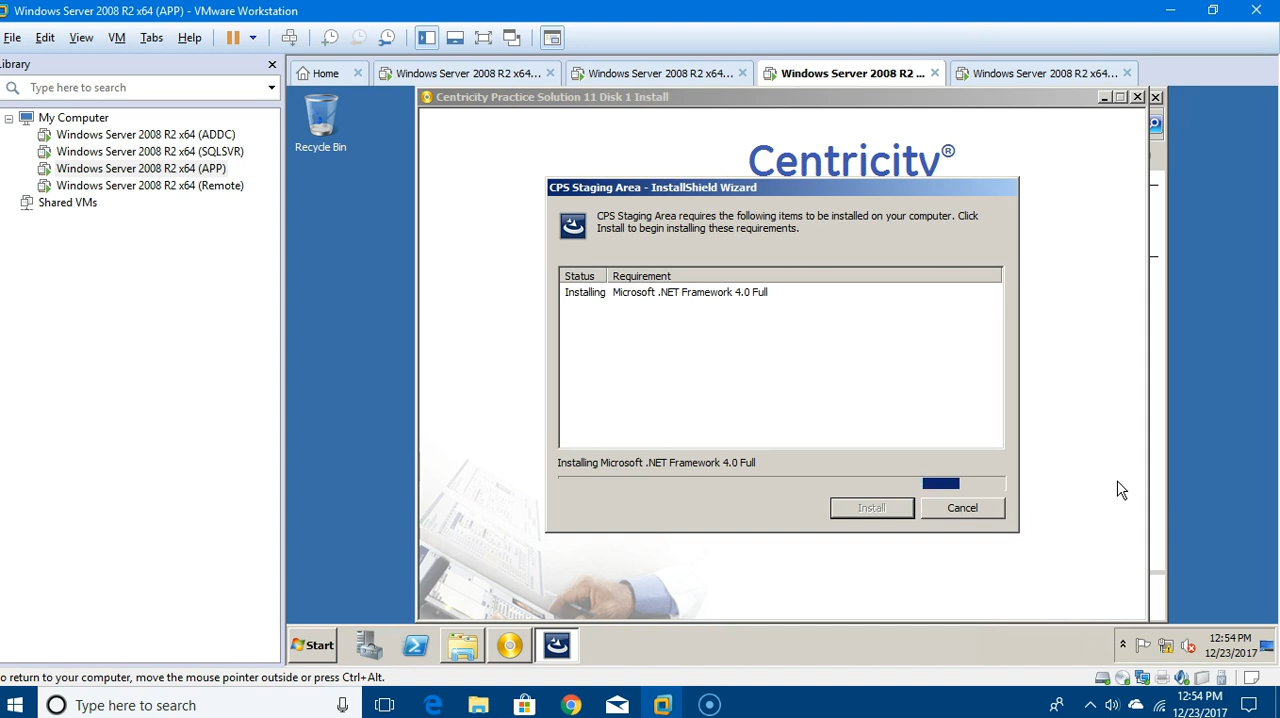 Windows Server 2008 R2 x64 (APP) - VMware Workstation
File Edit View VM Tabs Help
Library
Type here to search
My Computer
Windows Server 2008 R2 x64 (ADDC)
Windows Server 2008 R2 x64 (SQLSVR)
Windows Server 2008 R2 x64 (APP)
Windows Server 2008 R2 x64 (Remote)
Shared VMs
Home
Windows Server 2008 R2 x64...
Windows Server 2008 R2 x64...
Windows Server 2008 R2 ...
Windows Server 2008 R2 x64...
Recycle Bin
Centricity Practice Solution 11 Disk 1 Install
Centricity®
CPS Staging Area - InstallShield Wizard
CPS Staging Area requires the following items to be installed on your computer. Click
Install to begin installing these requirements.
Status Requirement
Installing Microsoft .NET Framework 4.0 Full
Installing Microsoft .NET Framework 4.0 Full
Install Cancel
Start
12:54 PM
12/23/2017
o return to your computer, move the mouse pointer outside or press Ctrl+Alt.
Type here to search
12:54 PM
12/23/2017